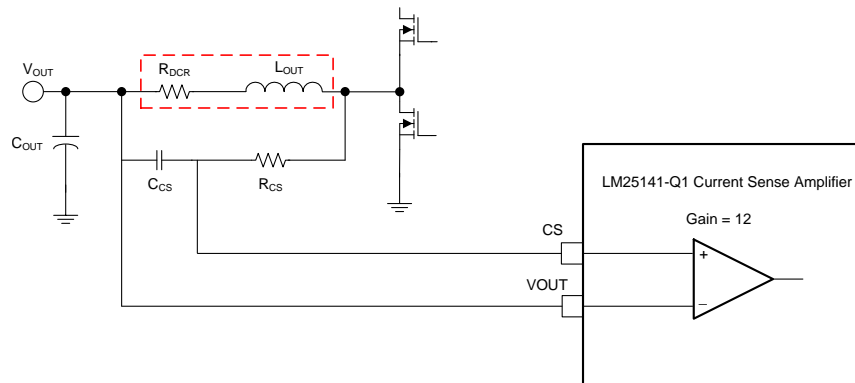 VOUT
RDCR
LOUT
COUT
CCS
RCS
LM25141-Q1 Current Sense Amplifier
Gain = 12
CS
+
VOUT
–